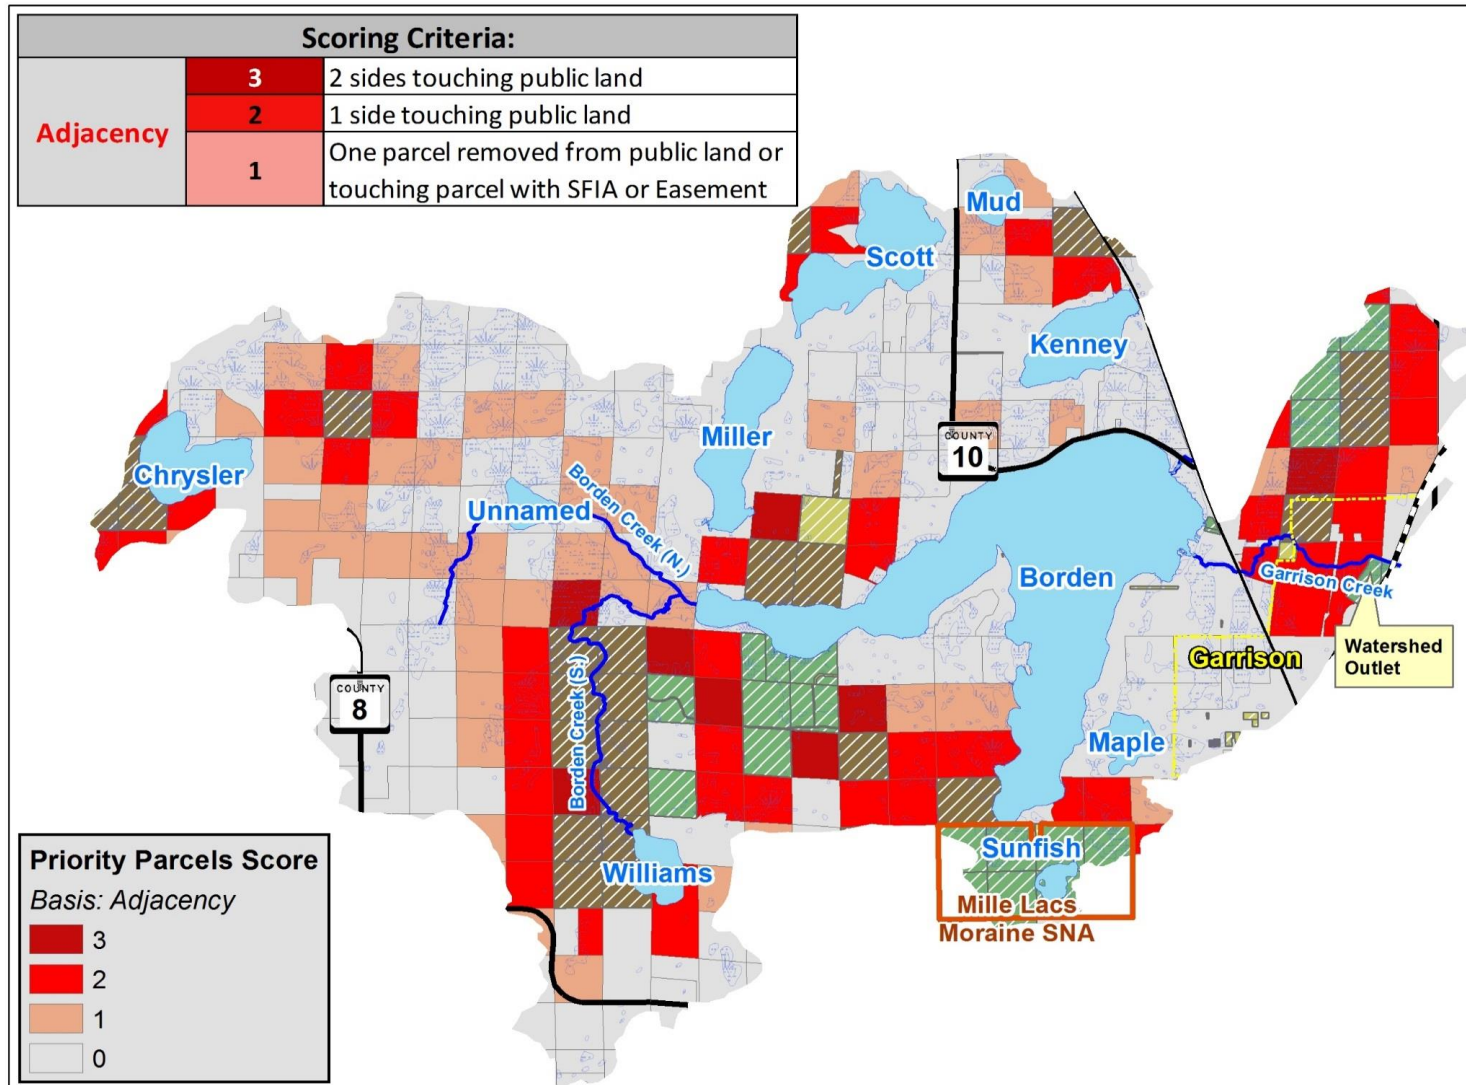 Scoring Criteria:
Adjacency
3
2 sides touching public land
2
1 side touching public land
1
One parcel removed from public land or
touching parcel with SFIA or Easement
Mud
Scott
Kenney
Miller
COUNTY
10
Chrysler
Unnamed
Borden Creek (N.)
Borden
Garrison Creek
Watershed
Outlet
Garrison
COUNTY
8
Borden Creek (S.)
Maple
Sunfish
Williams
Mille Lacs
Moraine SNA
Priority Parcels Score
Basis: Adjacency
3
2
1
0